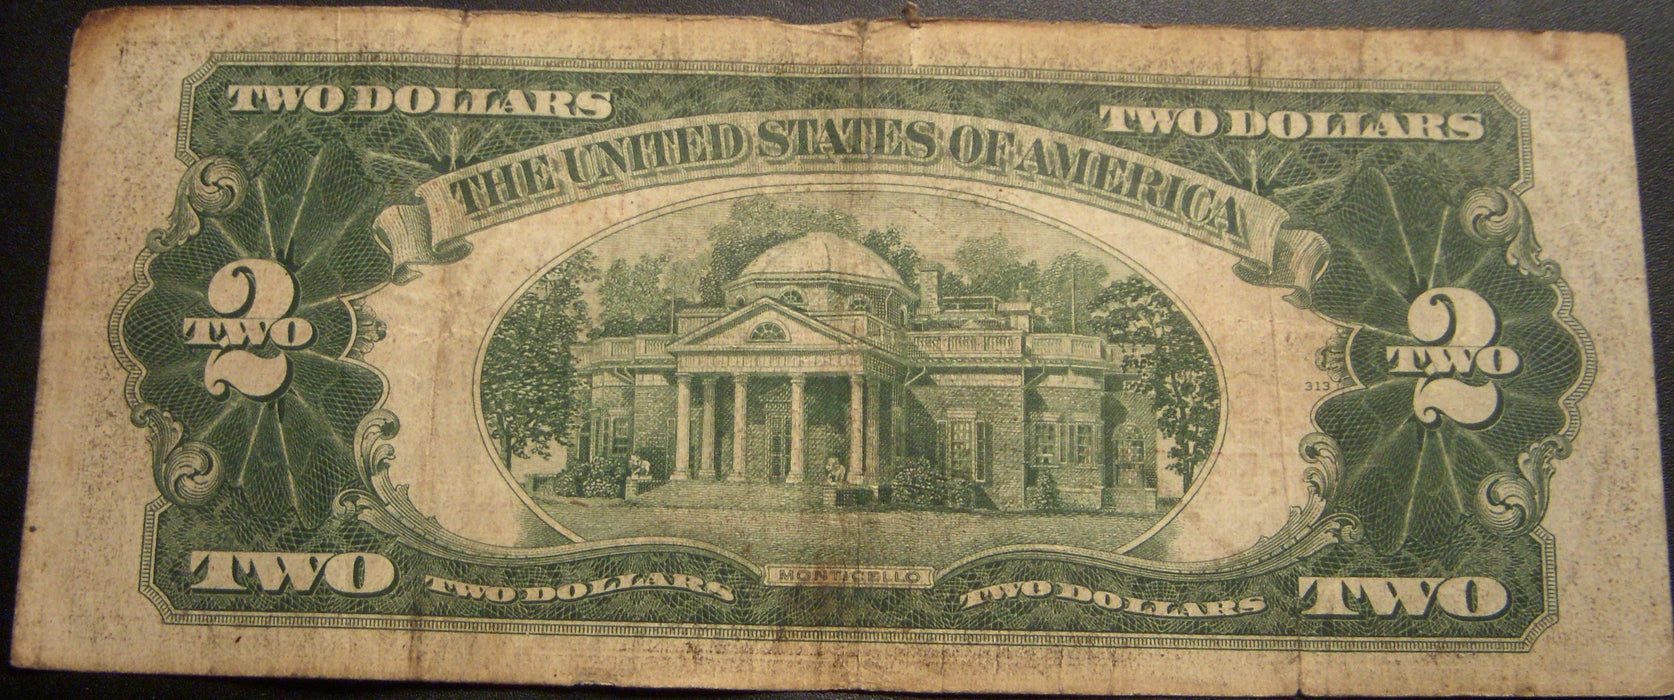 TWO DOLLARS
TWO DOLLARS
THE UNITED STATES OF AMERICA
2
TWO
2
TWO
313
TWO
TWO DOLLARS
MONTICELLO
TWO DOLLARS
TWO